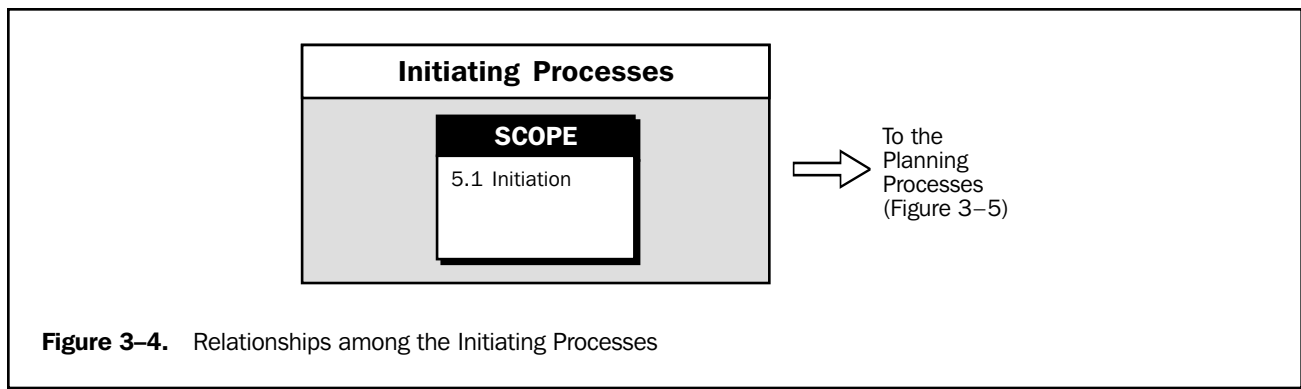 Initiating Processes
SCOPE
5.1 Initiation
To the
Planning
Processes
(Figure 3–5)
Figure 3–4. Relationships among the Initiating Processes